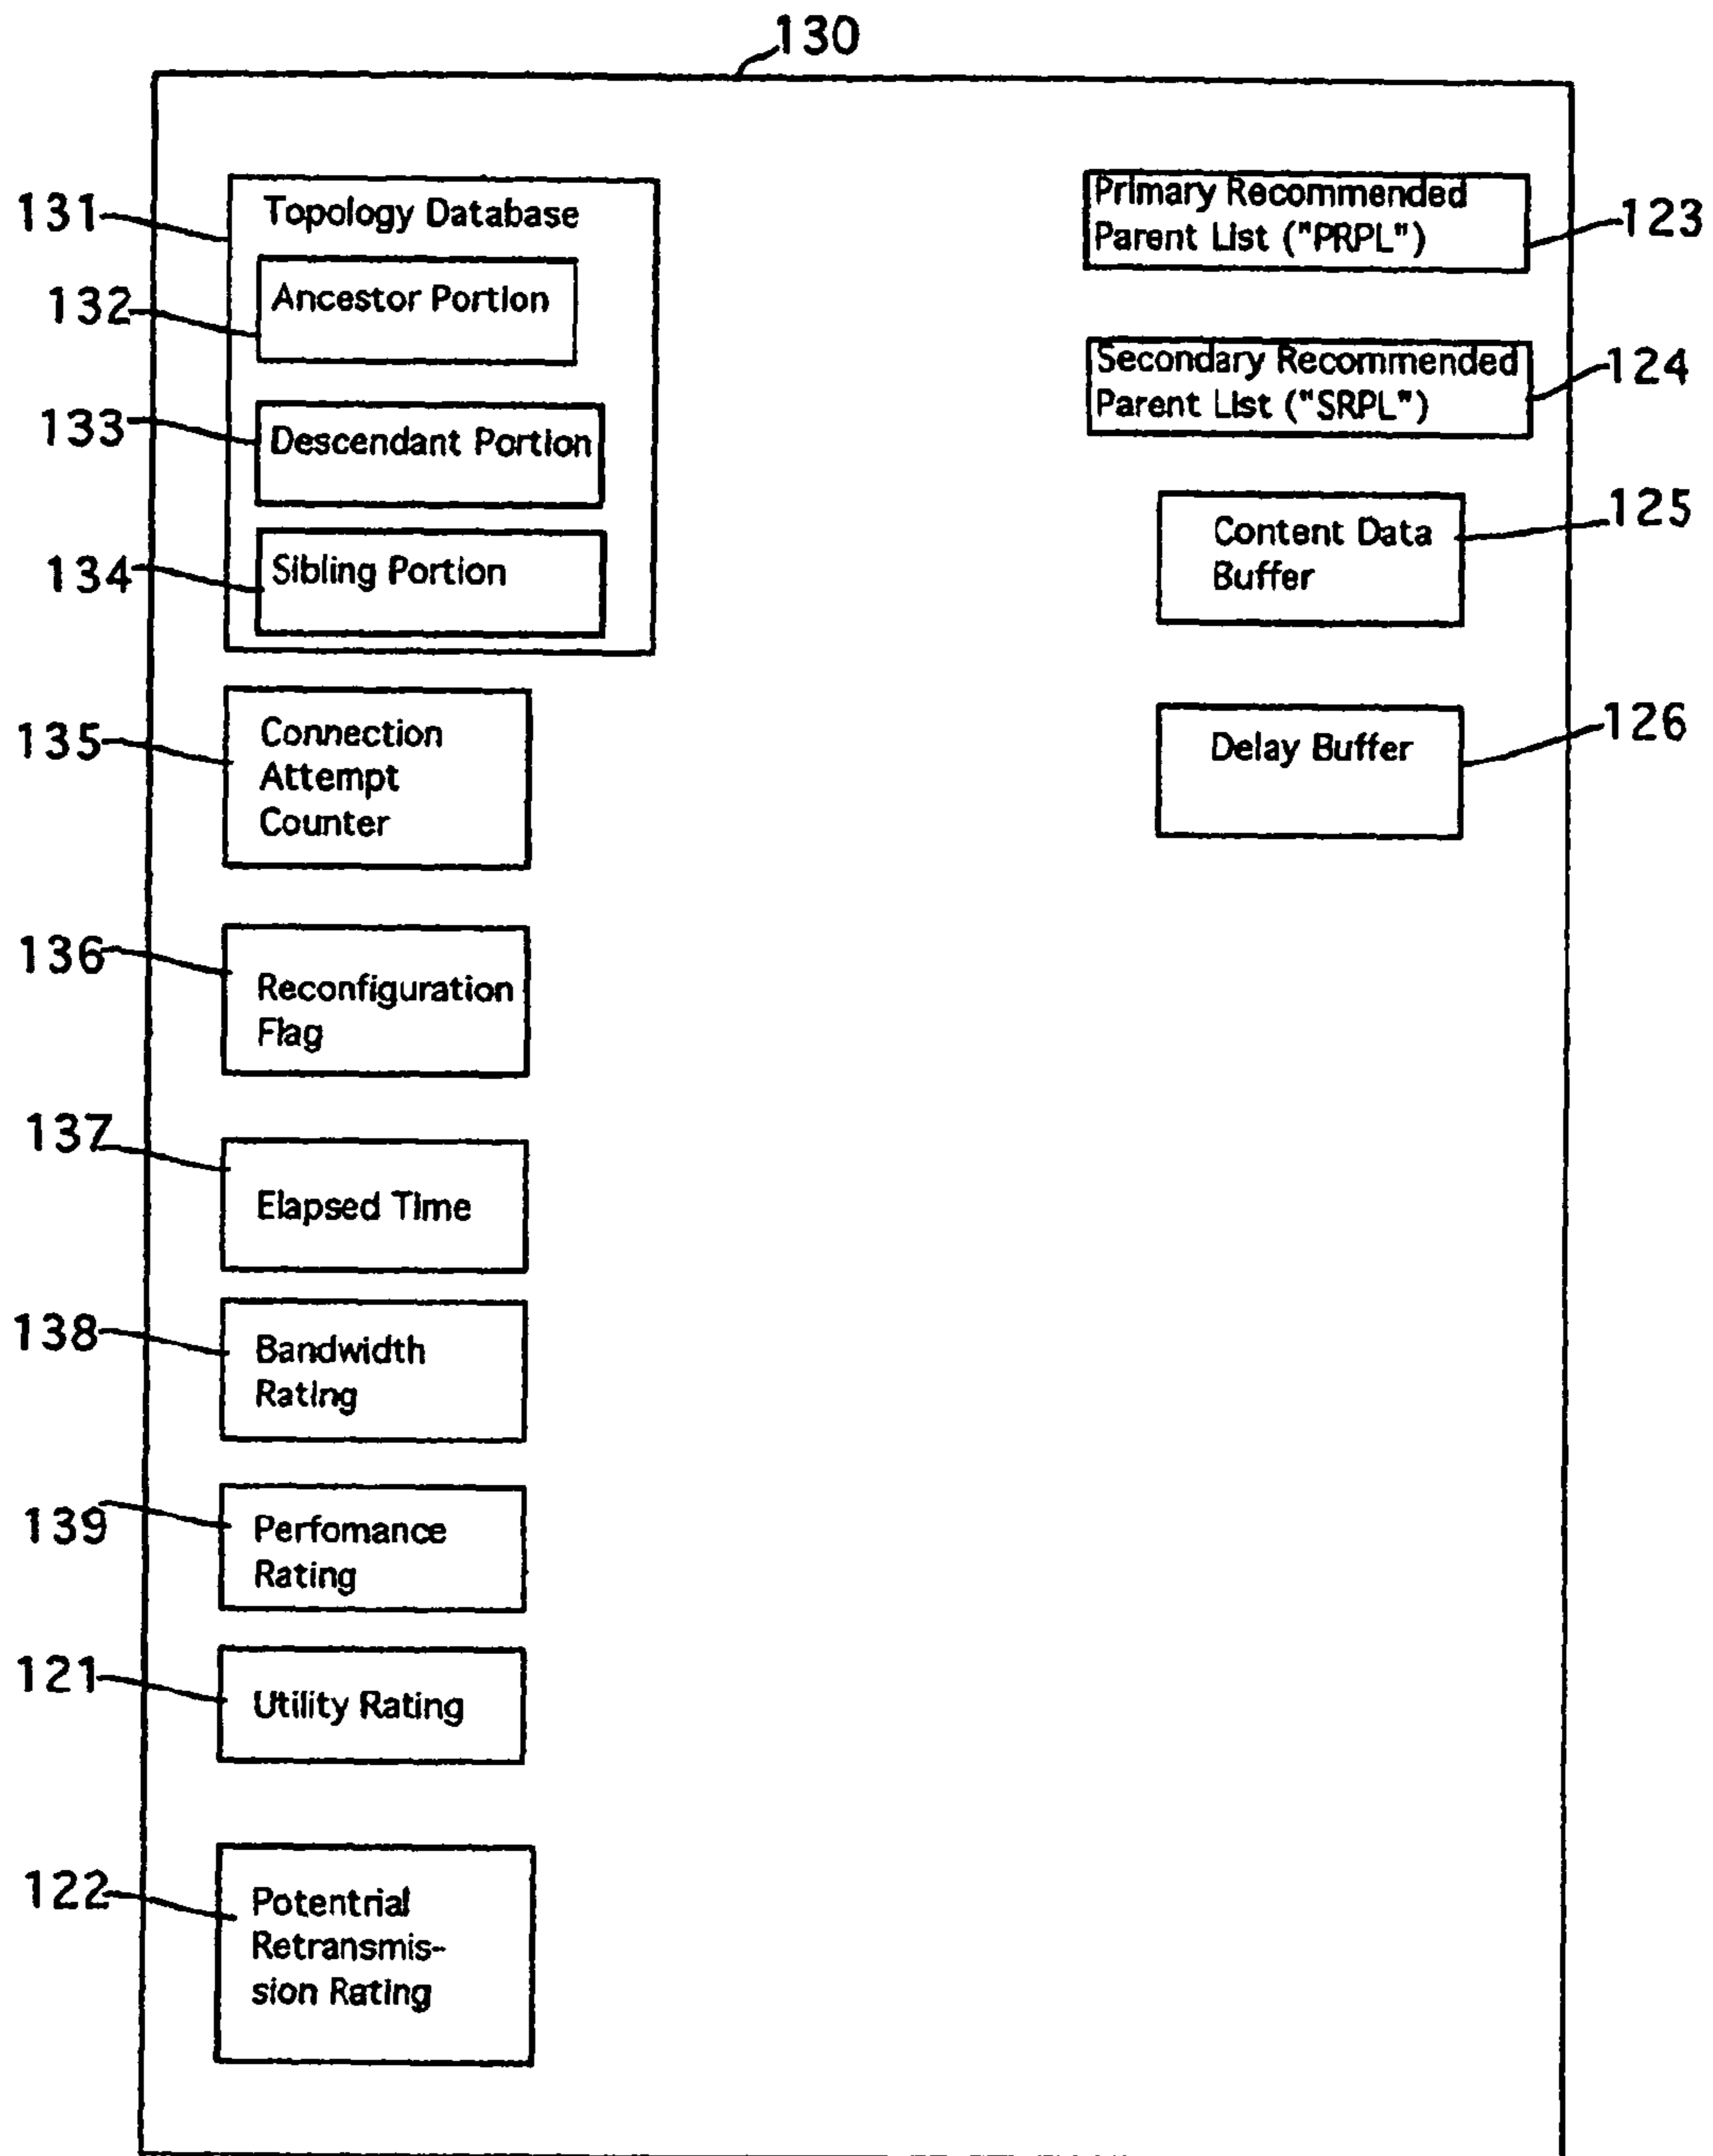 130
131
Topology Database
132
Ancestor Portion
133
Descendant Portion
134
Sibling Portion
135
Connection
Attempt
Counter
136
Reconfiguration
Flag
137
Elapsed Time
138
Bandwidth
Rating
139
Perfomance
Rating
121
Utility Rating
122
Potentrial
Retransmis-
sion Rating
Primary Recommended
Parent List ("PRPL")
123
Secondary Recommended
Parent List ("SRPL")
124
Content Data
Buffer
125
Delay Buffer
126